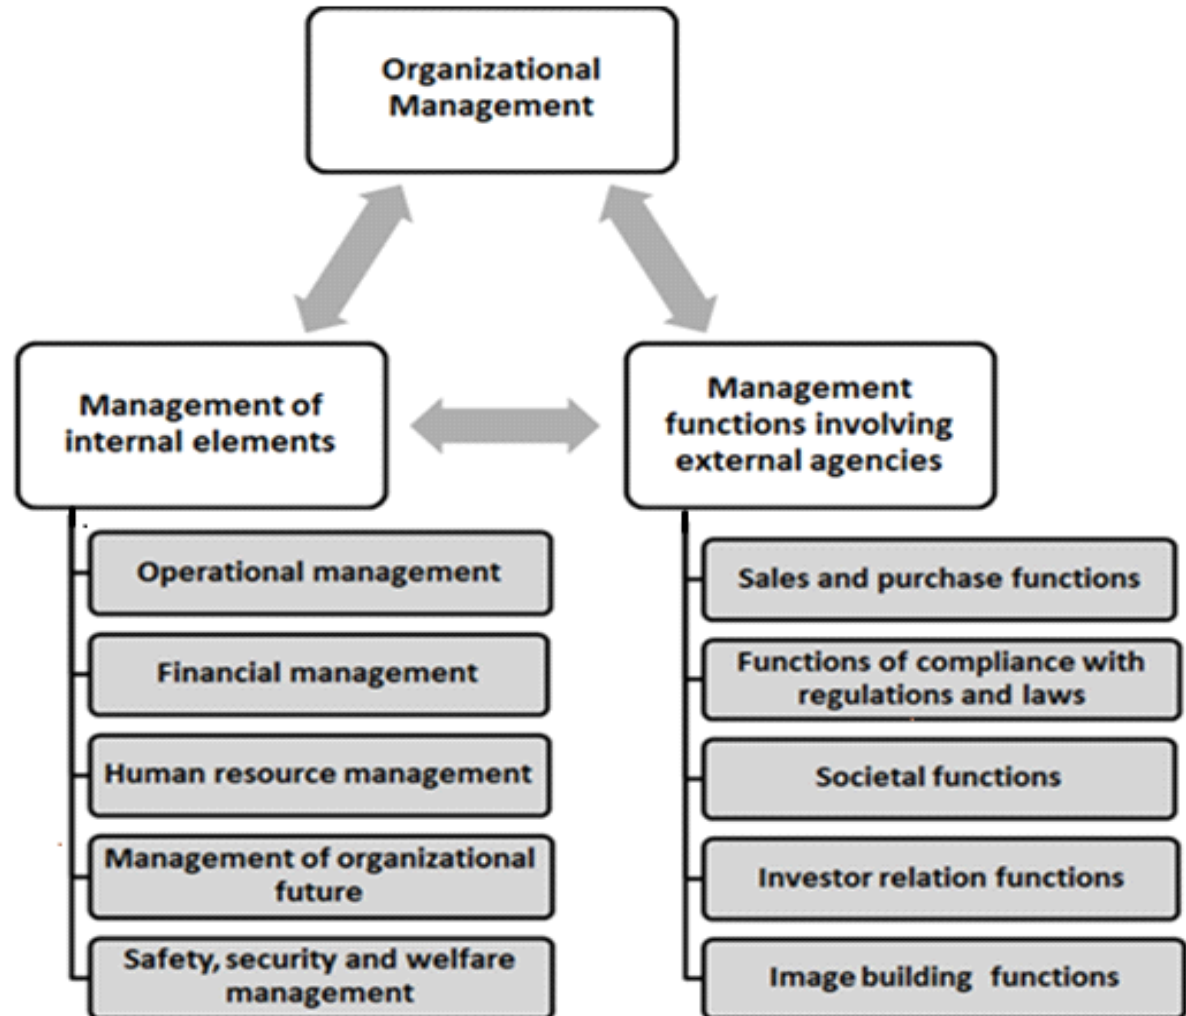 Organizational
Management
Management of
internal elements
Management
functions involving
external agencies
Operational management
Financial management
Human resource management
Management of organizational
future
Safety, security and welfare
management
Sales and purchase functions
Functions of compliance with
regulations and laws
Societal functions
Investor relation functions
Image building functions